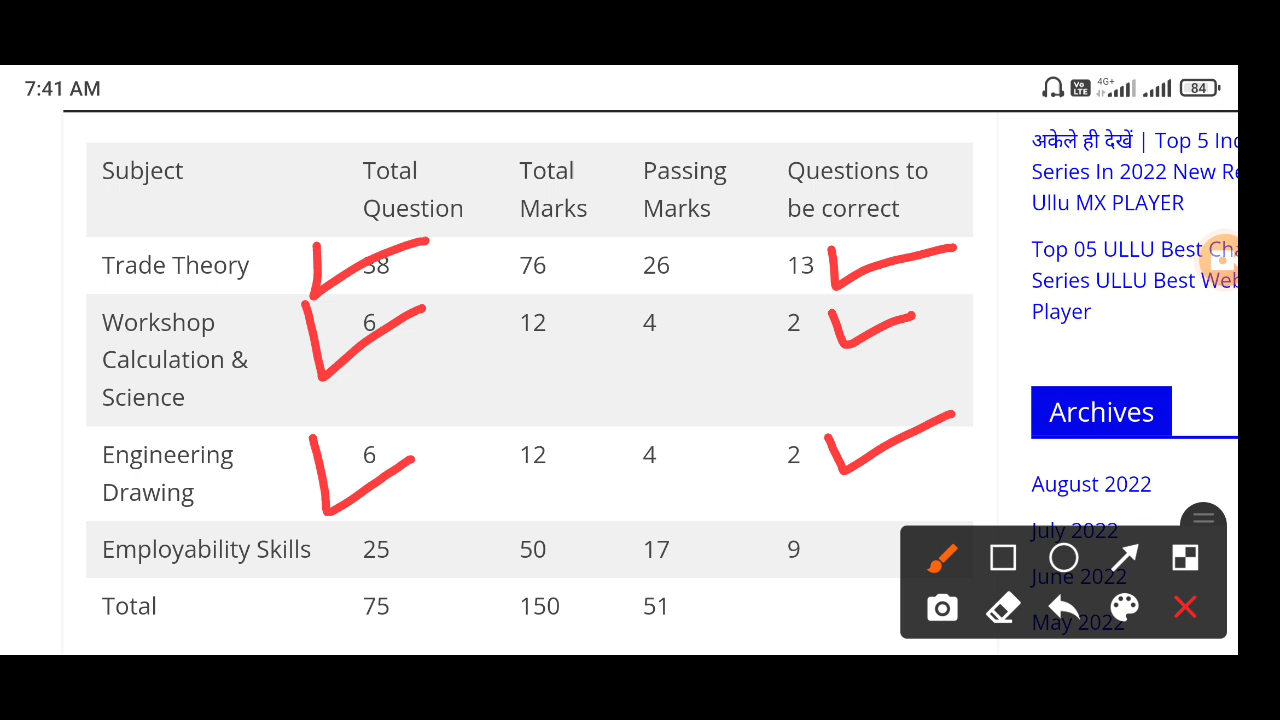 7:41 AM
Vo LTE 4G+ 84
Subject Total Question Total Marks Passing Marks Questions to be correct
Trade Theory 38 76 26 13
Workshop Calculation & Science 6 12 4 2
Engineering Drawing 6 12 4 2
Employability Skills 25 50 17 9
Total 75 150 51
अकेले ही देखें | Top 5 Ind
Series In 2022 New Re
Ullu MX PLAYER
Top 05 ULLU Best Cha
Series ULLU Best Web
Player
Archives
August 2022
July 2022
June 2022
May 2022